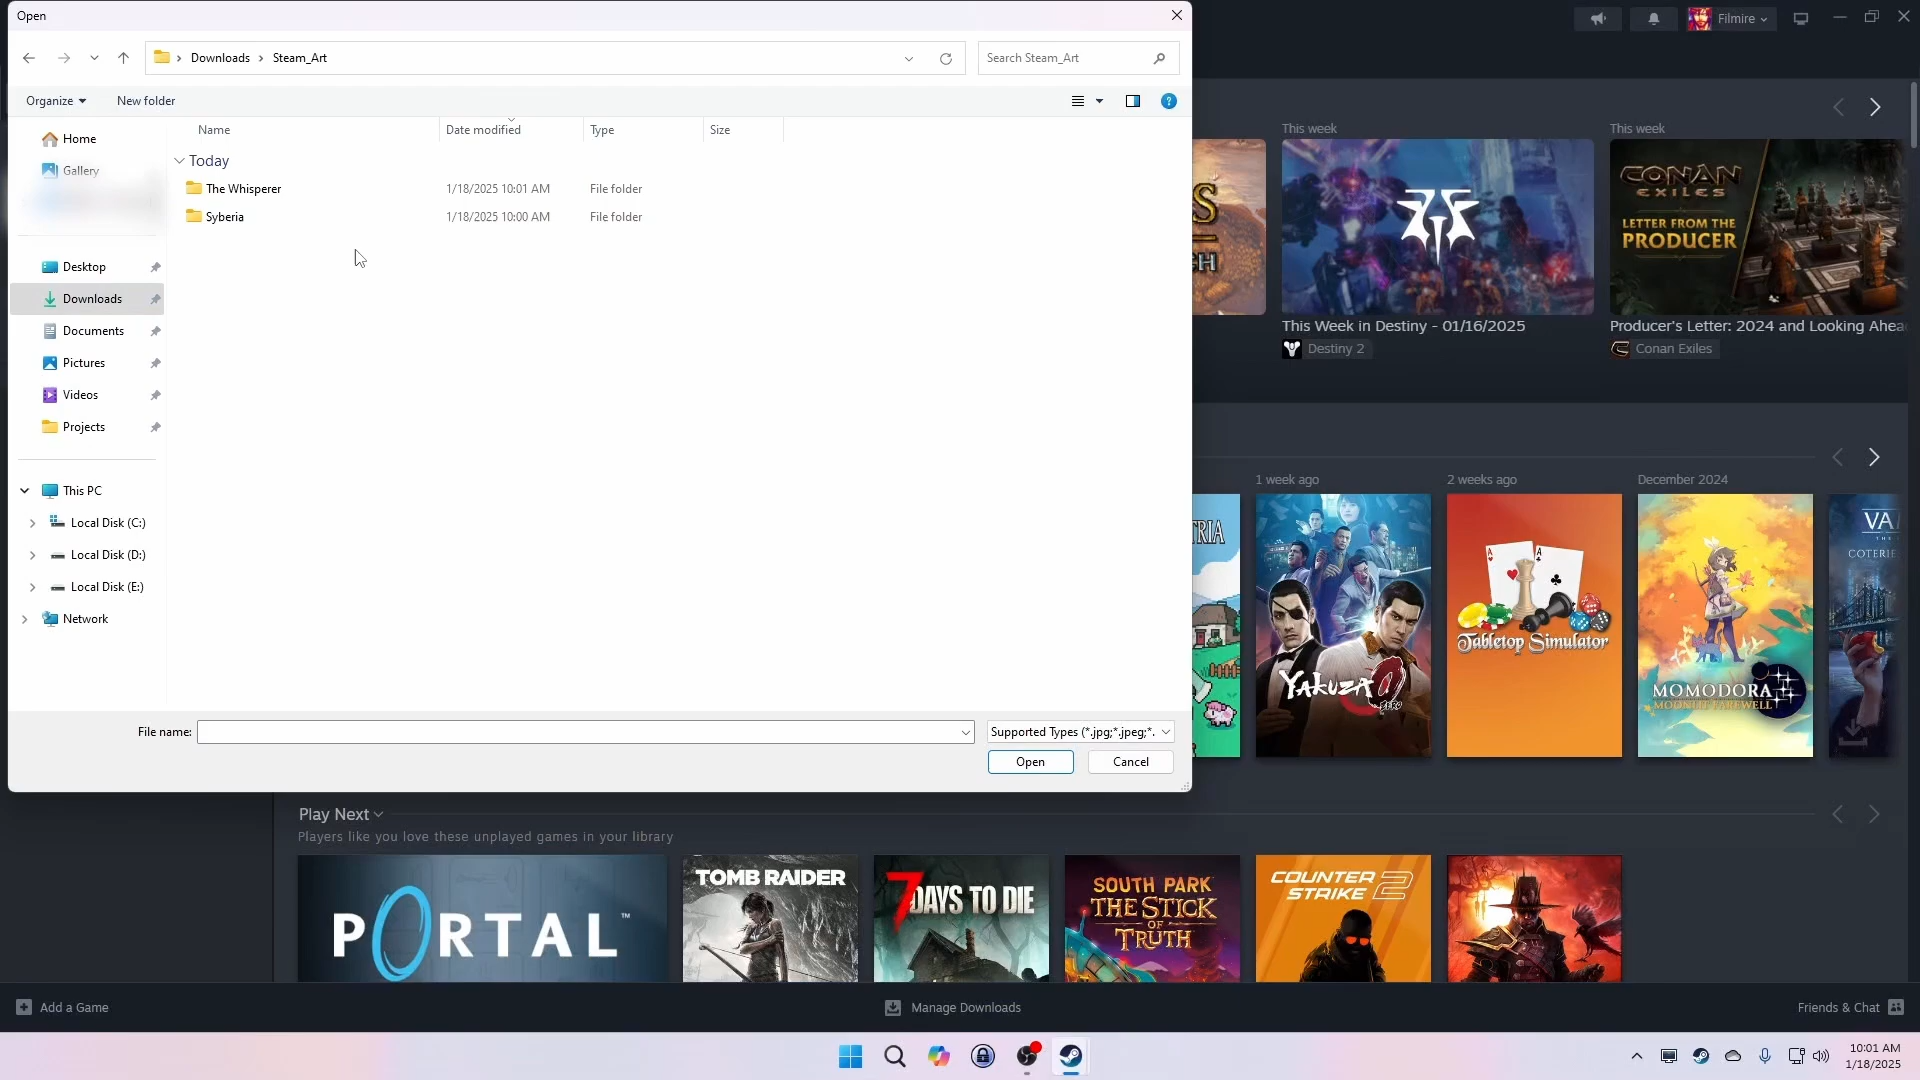 Open
Filmire
Downloads
Steam_Art
Search Steam_Art
Organize
New folder
Name
Date modified
Type
Size
Home
Gallery
Today
The Whisperer
1/18/2025 10:01 AM
File folder
Syberia
1/18/2025 10:00 AM
File folder
Desktop
Downloads
Documents
Pictures
Videos
Projects
This PC
Local Disk (C:)
Local Disk (D:)
Local Disk (E:)
Network
File name:
Supported Types (*.jpg;*.jpeg;*.
Open
Cancel
This week
This week
CONAN
EXILES
LETTER FROM THE
PRODUCER
This Week in Destiny - 01/16/2025
Destiny 2
Producer's Letter: 2024 and Looking Ahea
Conan Exiles
1 week ago
2 weeks ago
December 2024
TRIA
YAKUZA 0
ZERO
Tabletop Simulator
MOMODORA
MOONLIT FAREWELL
VA
COTERIE
Play Next
Players like you love these unplayed games in your library
PORTAL™
TOMB RAIDER
7 DAYS TO DIE
SOUTH PARK
THE STICK
OF
TRUTH
COUNTER
STRIKE 2
Add a Game
Manage Downloads
Friends & Chat
10:01 AM
1/18/2025